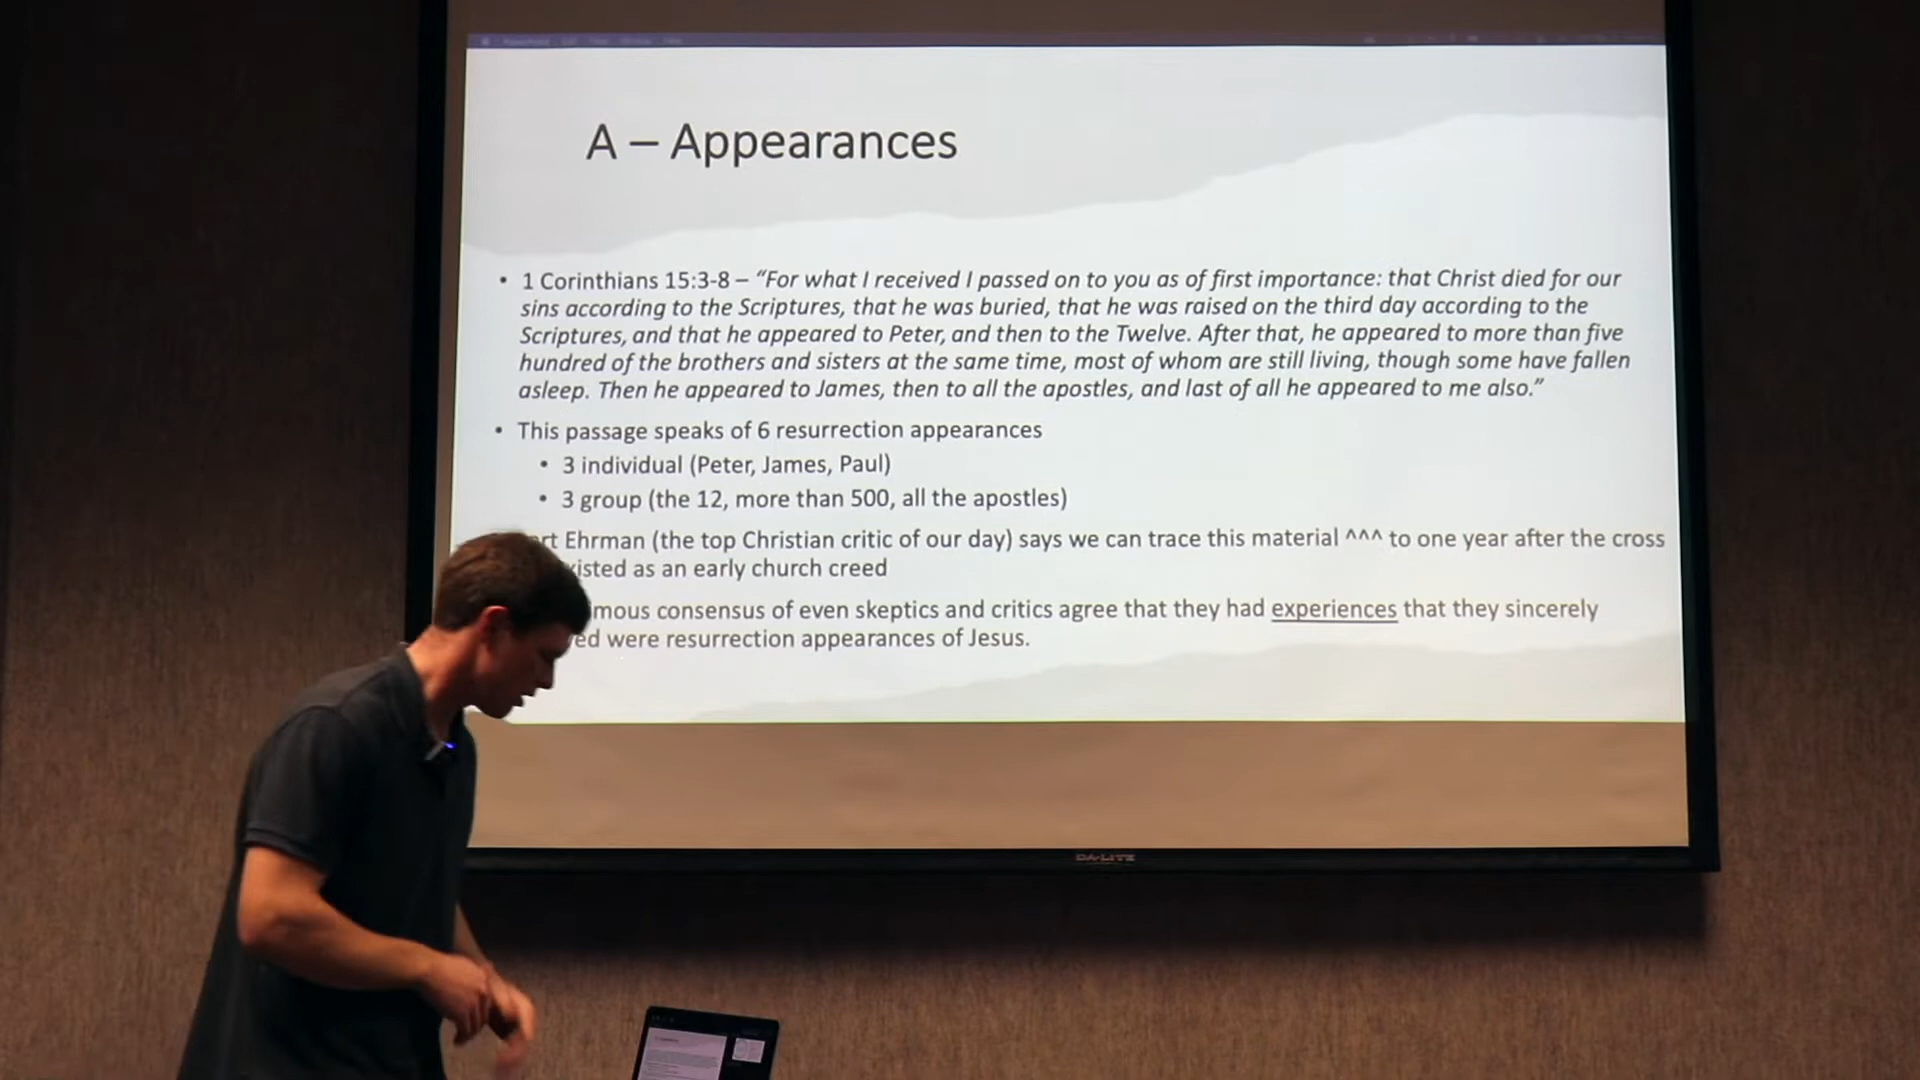 A – Appearances
• 1 Corinthians 15:3-8 – “For what I received I passed on to you as of first importance: that Christ died for our
sins according to the Scriptures, that he was buried, that he was raised on the third day according to the
Scriptures, and that he appeared to Peter, and then to the Twelve. After that, he appeared to more than five
hundred of the brothers and sisters at the same time, most of whom are still living, though some have fallen
asleep. Then he appeared to James, then to all the apostles, and last of all he appeared to me also.”
• This passage speaks of 6 resurrection appearances
• 3 individual (Peter, James, Paul)
• 3 group (the 12, more than 500, all the apostles)
rt Ehrman (the top Christian critic of our day) says we can trace this material ^^^ to one year after the cross
xisted as an early church creed
mous consensus of even skeptics and critics agree that they had experiences that they sincerely
ed were resurrection appearances of Jesus.
DA-LITE